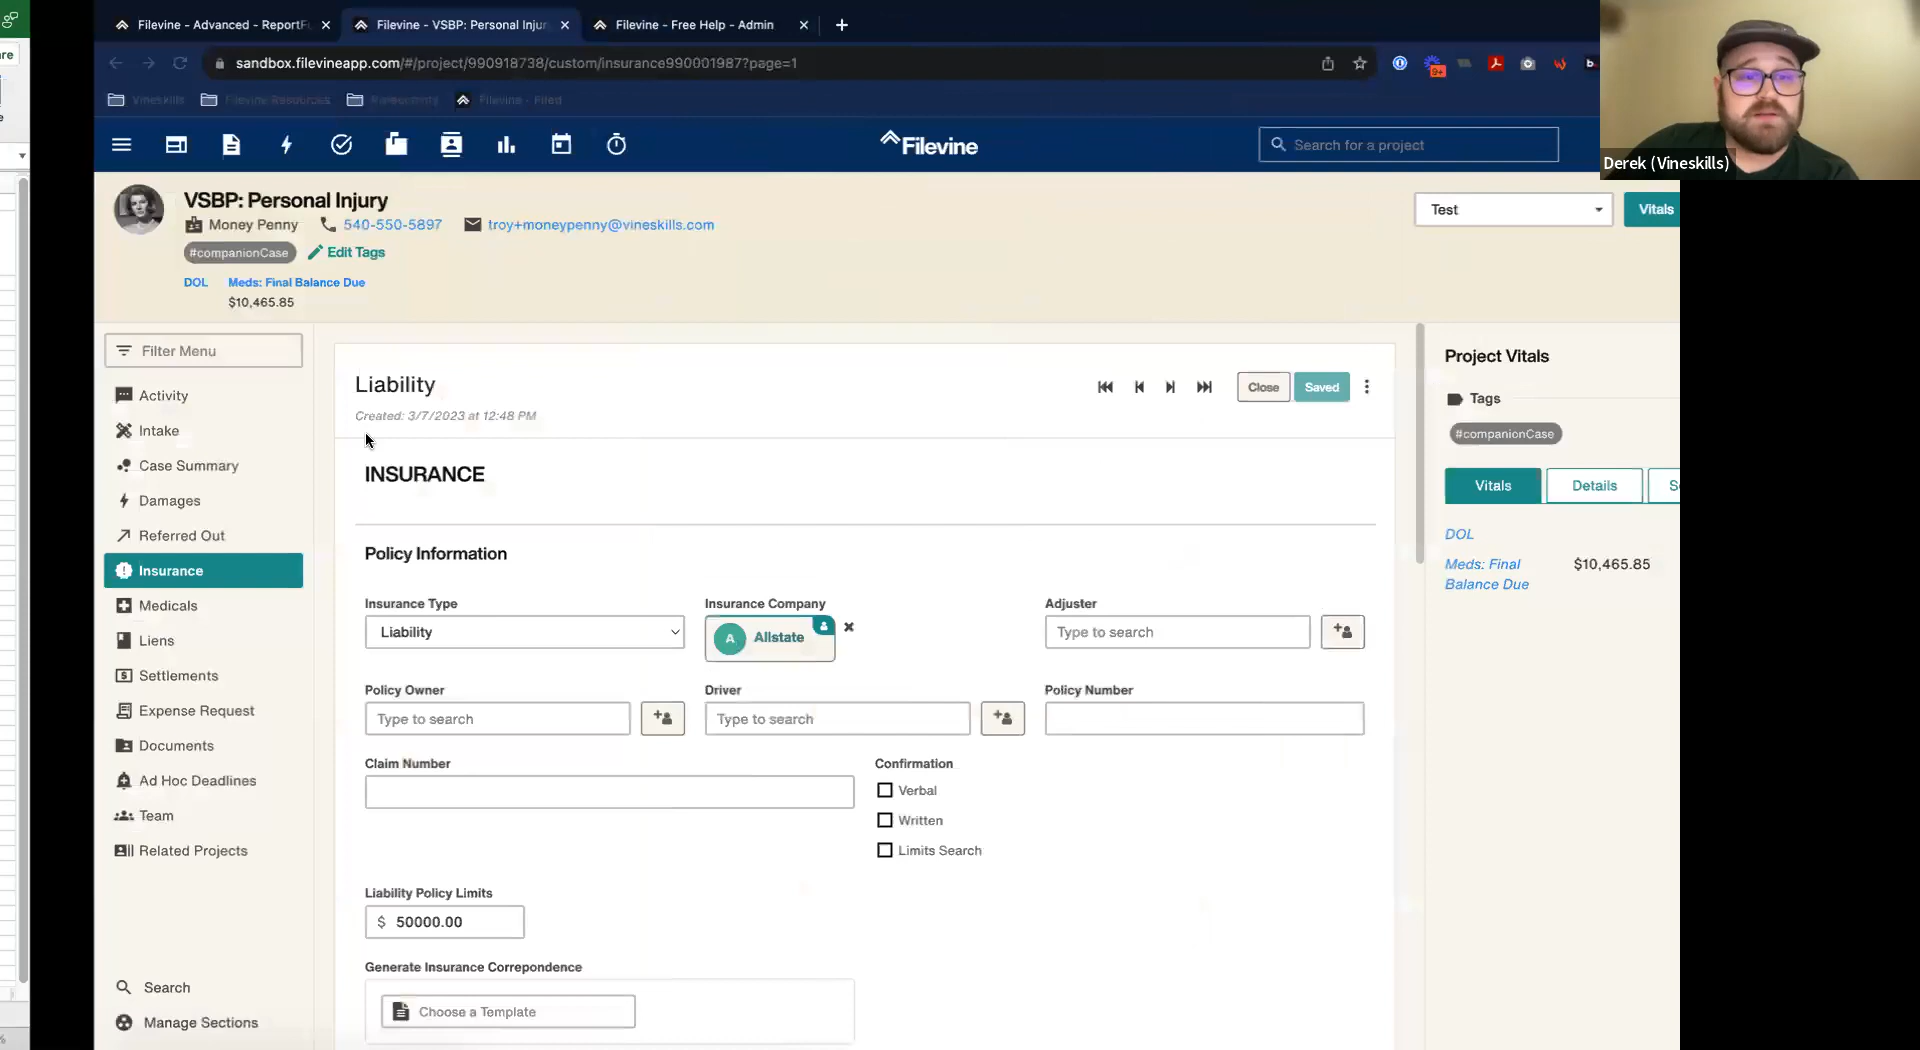 Filevine - Advanced - ReportF
Filevine - VSBP: Personal Injur
Filevine - Free Help - Admin
sandbox.filevineapp.com/#/project/990918738/custom/insurance990001987?page=1
9+
Vineskills
Filevine Resources
Filevine - Filed
Filevine
Search for a project
Derek (Vineskills)
VSBP: Personal Injury
Money Penny 540-550-5897 troy+moneypenny@vineskills.com
#companionCase Edit Tags
DOL Meds: Final Balance Due
$10,465.85
Test
Vitals
Filter Menu
Activity
Intake
Case Summary
Damages
Referred Out
Insurance
Medicals
Liens
Settlements
Expense Request
Documents
Ad Hoc Deadlines
Team
Related Projects
Search
Manage Sections
Liability
Created: 3/7/2023 at 12:48 PM
Close
Saved
INSURANCE
Policy Information
Insurance Type Insurance Company Adjuster
Liability A Allstate Type to search
Policy Owner Driver Policy Number
Type to search Type to search
Claim Number Confirmation
Verbal
Written
Limits Search
Liability Policy Limits
$ 50000.00
Generate Insurance Correpondence
Choose a Template
Project Vitals
Tags
#companionCase
Vitals Details S
DOL
Meds: Final Balance Due $10,465.85